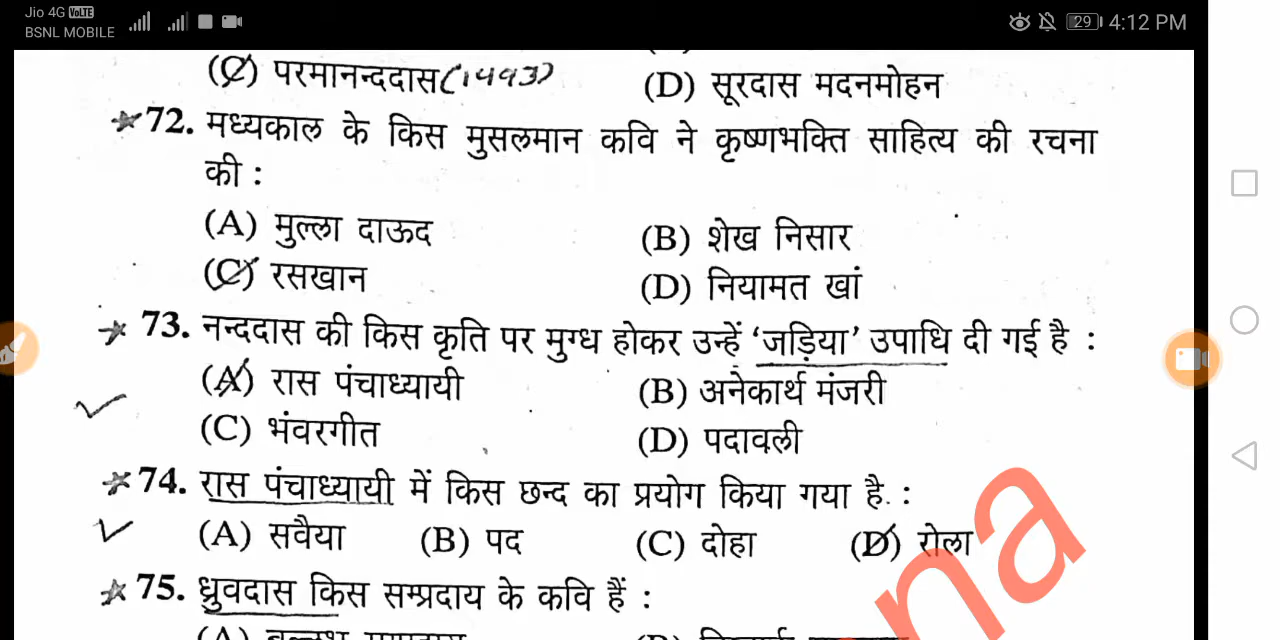 Jio 4G VoLTE
BSNL MOBILE
29 4:12 PM
(C) परमानन्ददास (1493)
(D) सूरदास मदनमोहन
72. मध्यकाल के किस मुसलमान कवि ने कृष्णभक्ति साहित्य की रचना
की :
(A) मुल्ला दाऊद (B) शेख निसार
(C) रसखान (D) नियामत खां
73. नन्ददास की किस कृति पर मुग्ध होकर उन्हें 'जड़िया' उपाधि दी गई है :
(A) रास पंचाध्यायी (B) अनेकार्थ मंजरी
(C) भंवरगीत (D) पदावली
74. रास पंचाध्यायी में किस छन्द का प्रयोग किया गया है :
(A) सवैया (B) पद (C) दोहा (D) रोला
75. ध्रुवदास किस सम्प्रदाय के कवि हैं :
(A)
na